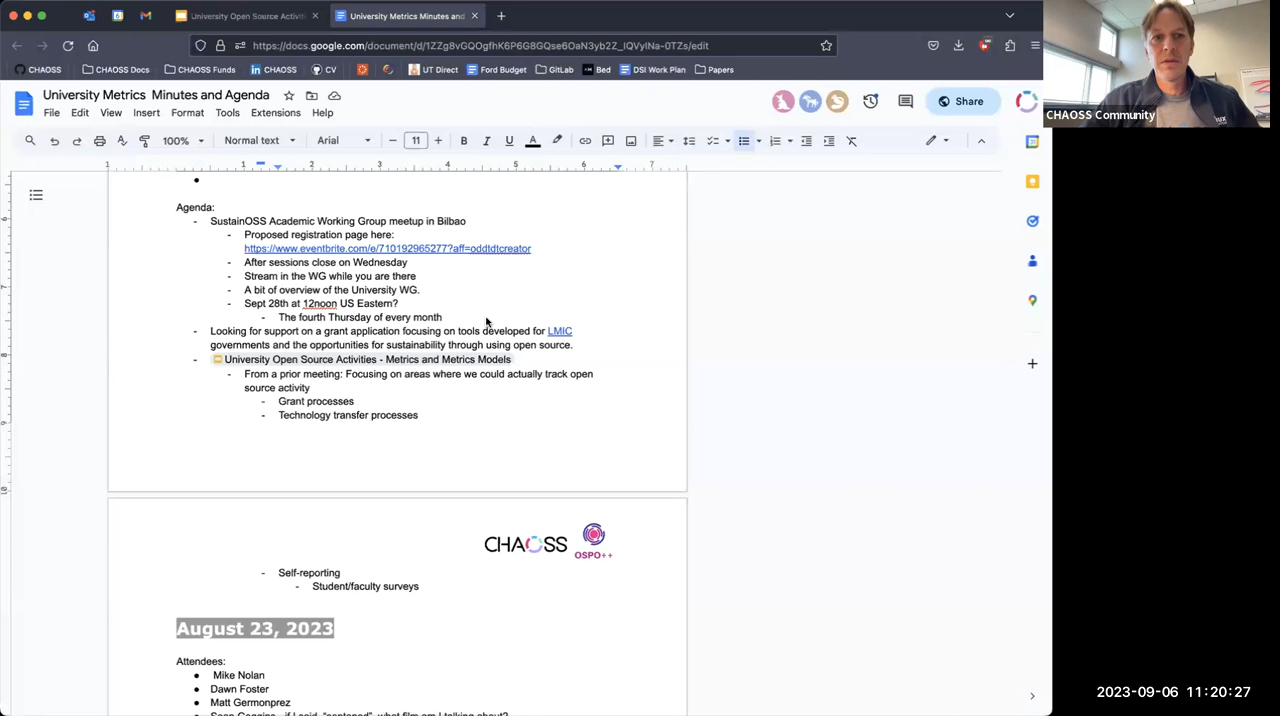 University Open Source Activiti
University Metrics Minutes and
https://docs.google.com/document/d/1ZZg8vGQOgfhK6P6G8GQse6OaN3yb2Z_IQVylNa-0TZs/edit
CHAOSS
CHAOSS Docs
CHAOSS Funds
CHAOSS
CV
UT Direct
Ford Budget
GitLab
Bed
DSI Work Plan
Papers
University Metrics Minutes and Agenda
File Edit View Insert Format Tools Extensions Help
Share
100% Normal text Arial 11
Agenda:
- SustainOSS Academic Working Group meetup in Bilbao
- Proposed registration page here:
https://www.eventbrite.com/e/710192965277?aff=oddtdtcreator
- After sessions close on Wednesday
- Stream in the WG while you are there
- A bit of overview of the University WG.
- Sept 28th at 12noon US Eastern?
- The fourth Thursday of every month
- Looking for support on a grant application focusing on tools developed for LMIC
governments and the opportunities for sustainability through using open source.
- University Open Source Activities - Metrics and Metrics Models
- From a prior meeting: Focusing on areas where we could actually track open
source activity
- Grant processes
- Technology transfer processes
CHAOSS
OSPO++
- Self-reporting
- Student/faculty surveys
August 23, 2023
Attendees:
● Mike Nolan
● Dawn Foster
● Matt Germonprez
CHAOSS Community
2023-09-06 11:20:27